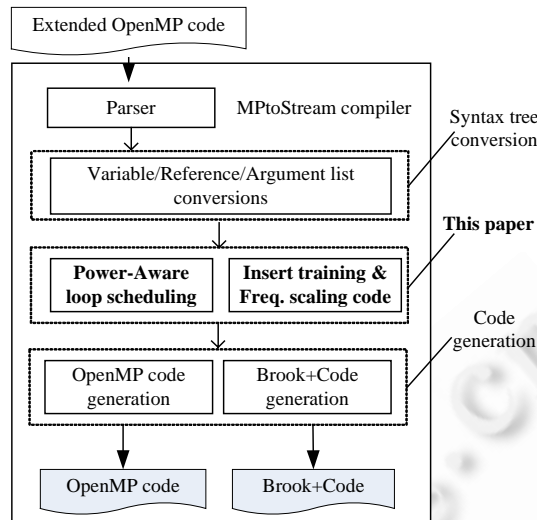 Extended OpenMP code
Parser
MPtoStream compiler
Syntax tree
conversion
Variable/Reference/Argument list
conversions
This paper
Power-Aware
loop scheduling
Insert training &
Freq. scaling code
Code
generation
OpenMP code
generation
Brook+Code
generation
OpenMP code
Brook+Code